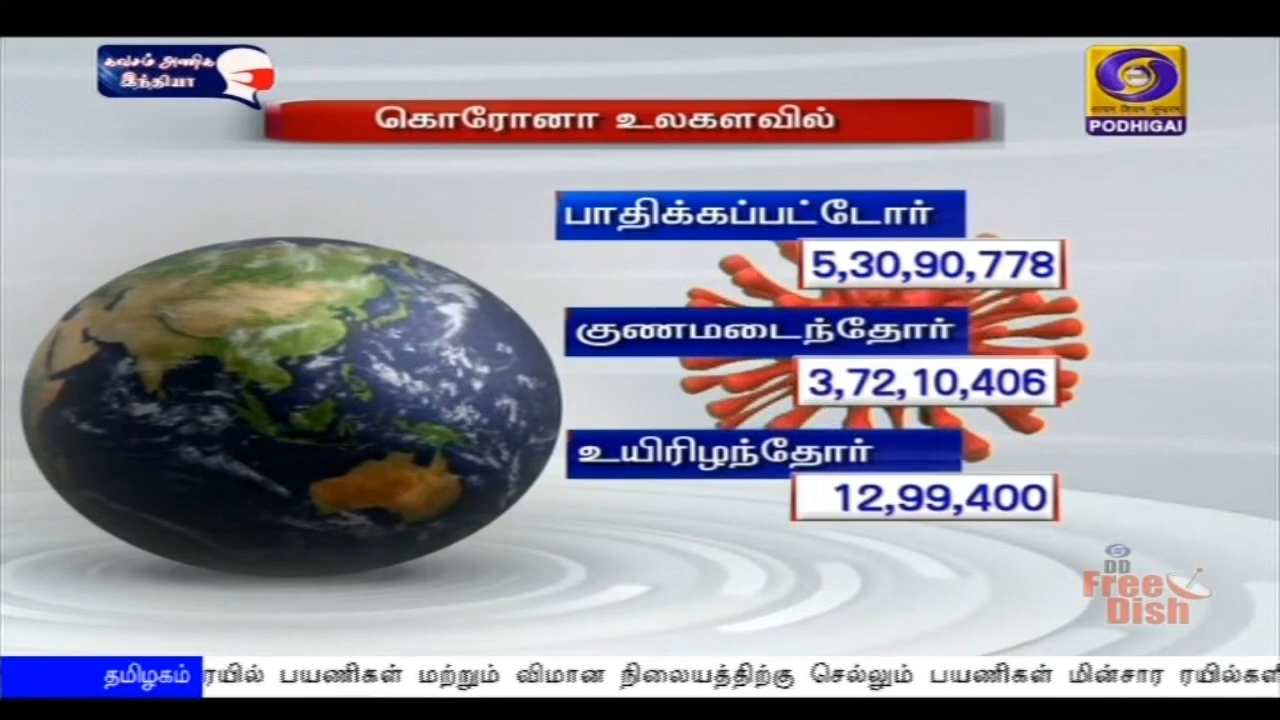 கவசம் அணிக
இந்தியா
கொரோனா உலகளவில்
PODHIGAI
பாதிக்கப்பட்டோர்
5,30,90,778
குணமடைந்தோர்
3,72,10,406
உயிரிழந்தோர்
12,99,400
DD
Free
Dish
தமிழகம் ரயில் பயணிகள் மற்றும் விமான நிலையத்திற்கு செல்லும் பயணிகள் மின்சார ரயில்களி